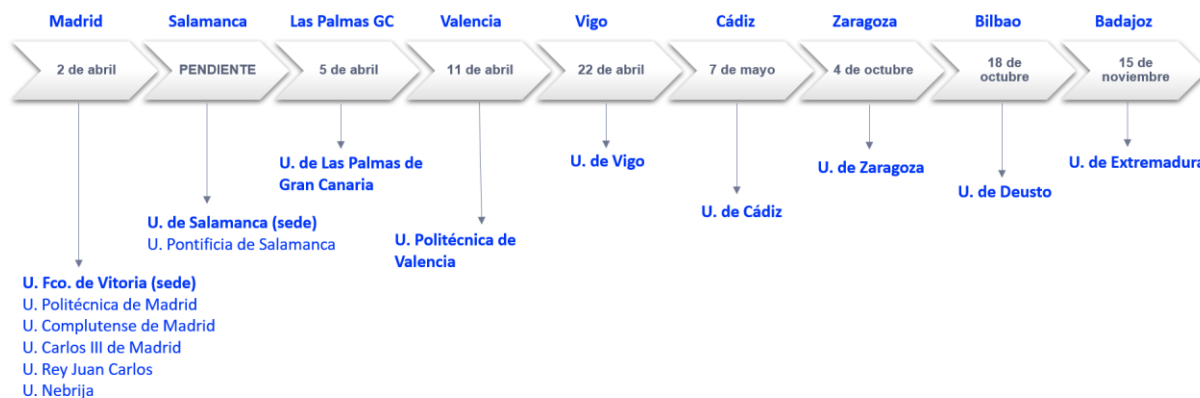 Madrid
Salamanca
Las Palmas GC
Valencia
Vigo
Cádiz
Zaragoza
Bilbao
Badajoz
2 de abril
PENDIENTE
5 de abril
11 de abril
22 de abril
7 de mayo
4 de octubre
18 de
octubre
15 de
noviembre
U. Fco. de Vitoria (sede)
U. Politécnica de Madrid
U. Complutense de Madrid
U. Carlos III de Madrid
U. Rey Juan Carlos
U. Nebrija
U. de Salamanca (sede)
U. Pontificia de Salamanca
U. de Las Palmas de
Gran Canaria
U. Politécnica de
Valencia
U. de Vigo
U. de Cádiz
U. de Zaragoza
U. de Deusto
U. de Extremadura